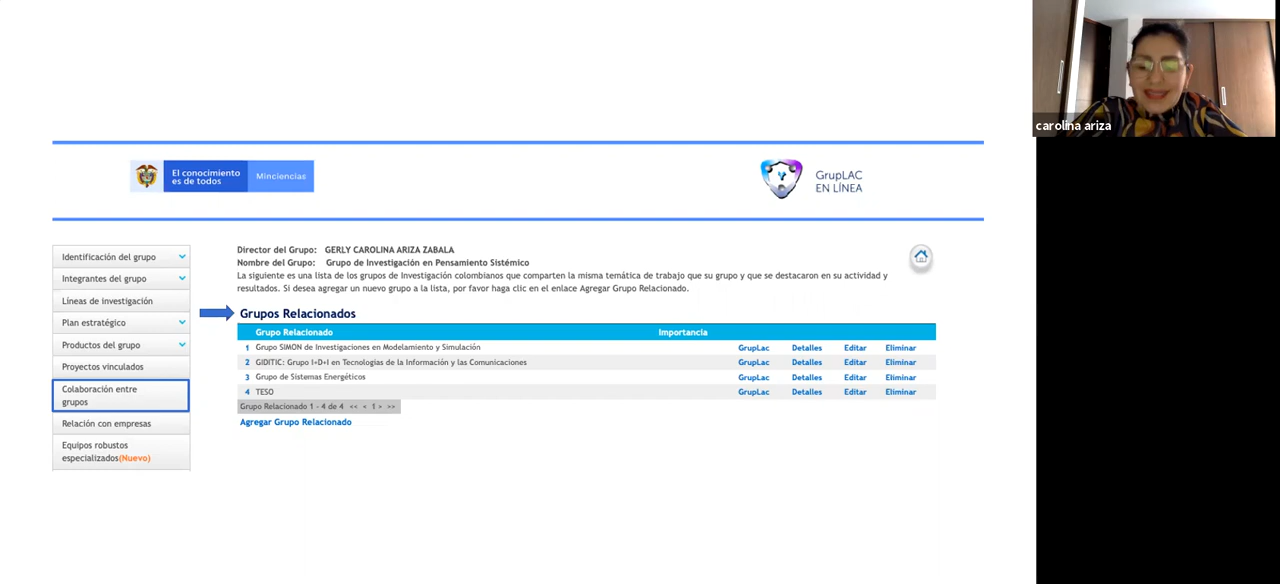 carolina ariza
El conocimiento
es de todos
Minciencias
GrupLAC
EN LÍNEA
Identificación del grupo
Integrantes del grupo
Líneas de investigación
Plan estratégico
Productos del grupo
Proyectos vinculados
Colaboración entre
grupos
Relación con empresas
Equipos robustos
especializados(Nuevo)
Director del Grupo: GERLY CAROLINA ARIZA ZABALA
Nombre del Grupo: Grupo de Investigación en Pensamiento Sistémico
La siguiente es una lista de los grupos de Investigación colombianos que comparten la misma temática de trabajo que su grupo y que se destacaron en su actividad y
resultados. Si desea agregar un nuevo grupo a la lista, por favor haga clic en el enlace Agregar Grupo Relacionado.
Grupos Relacionados
Grupo Relacionado Importancia
1 Grupo SIMON de Investigaciones en Modelamiento y Simulación GrupLac Detalles Editar Eliminar
2 GIDITIC: Grupo I+D+I en Tecnologías de la Información y las Comunicaciones GrupLac Detalles Editar Eliminar
3 Grupo de Sistemas Energéticos GrupLac Detalles Editar Eliminar
4 TESO GrupLac Detalles Editar Eliminar
Grupo Relacionado 1 - 4 de 4 << < 1 > >>
Agregar Grupo Relacionado